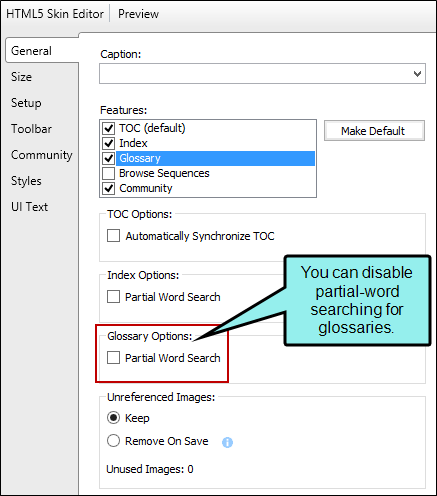 HTML5 Skin Editor Preview
General
Size
Setup
Toolbar
Community
Styles
UI Text
Caption:
Features:
TOC (default)
Index
Glossary
Browse Sequences
Community
Make Default
TOC Options:
Automatically Synchronize TOC
Index Options:
Partial Word Search
You can disable
partial-word
searching for
glossaries.
Glossary Options:
Partial Word Search
Unreferenced Images:
Keep
Remove On Save
Unused Images: 0